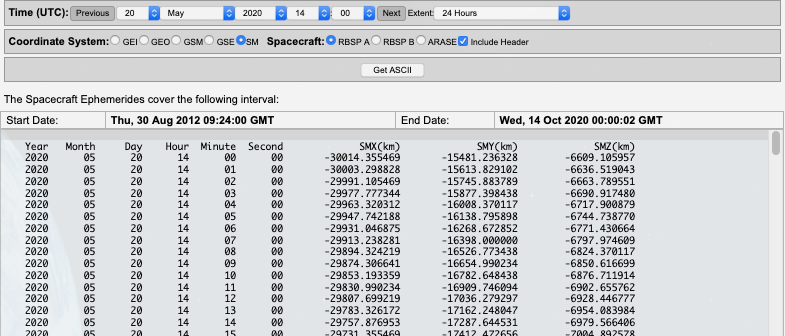 Time (UTC): Previous 20 May 2020 14 : 00 Next Extent: 24 Hours
Coordinate System: GEI GEO GSM GSE SM Spacecraft: RBSP A RBSP B ARASE Include Header
Get ASCII
The Spacecraft Ephemerides cover the following interval:
Start Date: Thu, 30 Aug 2012 09:24:00 GMT End Date: Wed, 14 Oct 2020 00:00:02 GMT
Year Month Day Hour Minute Second SMX(km) SMY(km) SMZ(km)
2020 05 20 14 00 00 -30014.355469 -15481.236328 -6609.105957
2020 05 20 14 01 00 -30003.298828 -15613.829102 -6636.519043
2020 05 20 14 02 00 -29991.105469 -15745.883789 -6663.789551
2020 05 20 14 03 00 -29977.777344 -15877.398438 -6690.917480
2020 05 20 14 04 00 -29963.320312 -16008.370117 -6717.900879
2020 05 20 14 05 00 -29947.742188 -16138.795898 -6744.738770
2020 05 20 14 06 00 -29931.046875 -16268.672852 -6771.430664
2020 05 20 14 07 00 -29913.238281 -16398.000000 -6797.974609
2020 05 20 14 08 00 -29894.324219 -16526.773438 -6824.370117
2020 05 20 14 09 00 -29874.306641 -16654.990234 -6850.616699
2020 05 20 14 10 00 -29853.193359 -16782.648438 -6876.711914
2020 05 20 14 11 00 -29830.990234 -16909.746094 -6902.655762
2020 05 20 14 12 00 -29807.699219 -17036.279297 -6928.446777
2020 05 20 14 13 00 -29783.326172 -17162.248047 -6954.083984
2020 05 20 14 14 00 -29757.876953 -17287.644531 -6979.566406
2020 05 20 14 15 00 -29731.355469 -17412.472656 -7004.892578